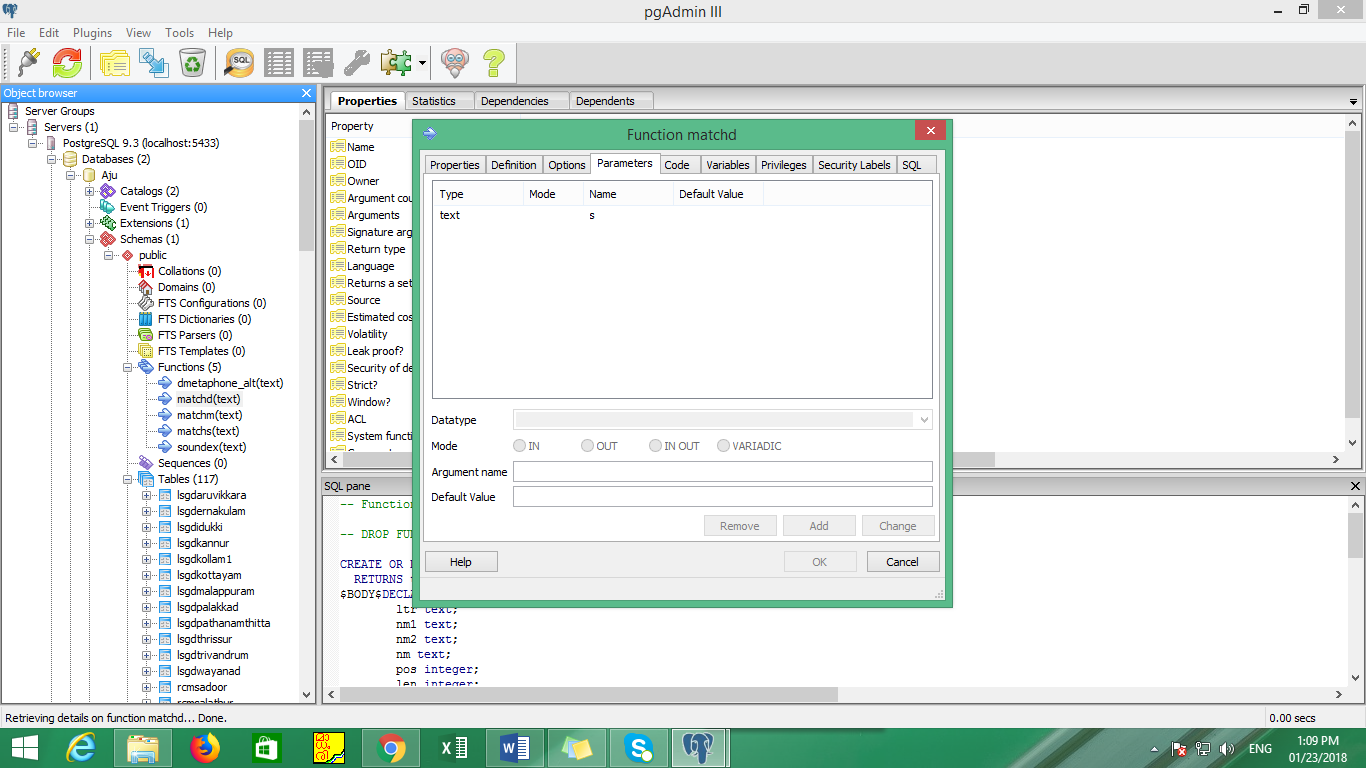 pgAdmin III
File Edit Plugins View Tools Help
SQL
Object browser
Server Groups
Servers (1)
PostgreSQL 9.3 (localhost:5433)
Databases (2)
Aju
Catalogs (2)
Event Triggers (0)
Extensions (1)
Schemas (1)
public
Collations (0)
Domains (0)
FTS Configurations (0)
FTS Dictionaries (0)
FTS Parsers (0)
FTS Templates (0)
Functions (5)
dmetaphone_alt(text)
matchd(text)
matchm(text)
matchs(text)
soundex(text)
Sequences (0)
Tables (117)
lsgdaruvikkara
lsgdernakulam
lsgdidukki
lsgdkannur
lsgdkollam1
lsgdkottayam
lsgdmalappuram
lsgdpalakkad
lsgdpathanamthitta
lsgdthrissur
lsgdtrivandrum
lsgdwayanad
rcmsadoor
Properties Statistics Dependencies Dependents
Property
Name
OID
Owner
Argument cou
Arguments
Signature arg
Return type
Language
Returns a set
Source
Estimated cos
Volatility
Leak proof?
Security of de
Strict?
Window?
ACL
System functi
Function matchd
Properties Definition Options Parameters Code Variables Privileges Security Labels SQL
Type Mode Name Default Value
text s
Datatype
Mode IN OUT IN OUT VARIADIC
Argument name
Default Value
Remove Add Change
Help OK Cancel
SQL pane
-- Function
-- DROP FUN
CREATE OR R
RETURNS
$BODY$DECLA
ltr text;
nm1 text;
nm2 text;
nm text;
pos integer;
len integer;
Retrieving details on function matchd... Done.
0.00 secs
ENG
1:09 PM
01/23/2018